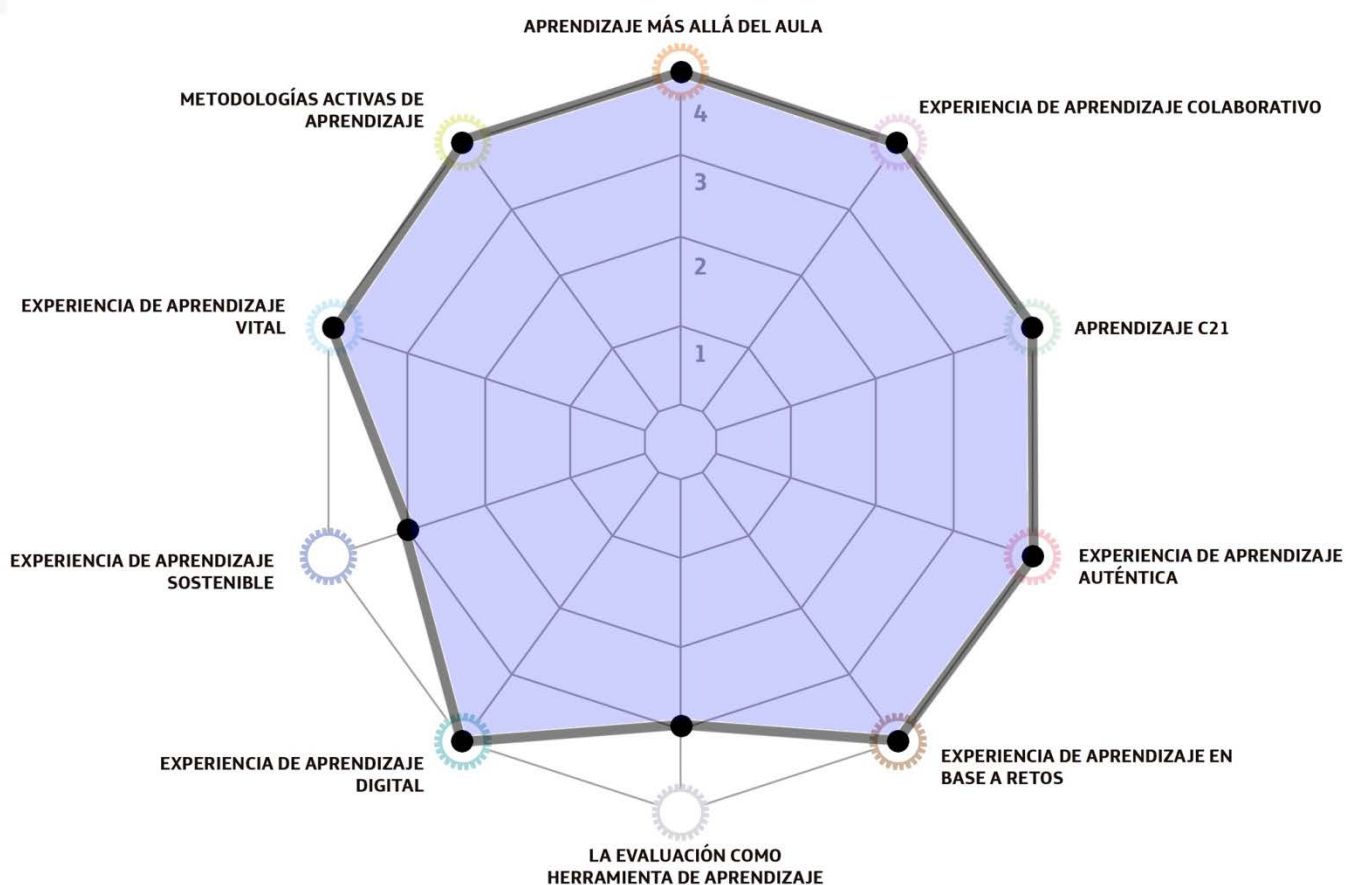 APRENDIZAJE MÁS ALLÁ DEL AULA
METODOLOGÍAS ACTIVAS DE
APRENDIZAJE
EXPERIENCIA DE APRENDIZAJE COLABORATIVO
4
3
2
1
EXPERIENCIA DE APRENDIZAJE
VITAL
APRENDIZAJE C21
EXPERIENCIA DE APRENDIZAJE
SOSTENIBLE
EXPERIENCIA DE APRENDIZAJE
AUTÉNTICA
EXPERIENCIA DE APRENDIZAJE
DIGITAL
EXPERIENCIA DE APRENDIZAJE EN
BASE A RETOS
LA EVALUACIÓN COMO
HERRAMIENTA DE APRENDIZAJE